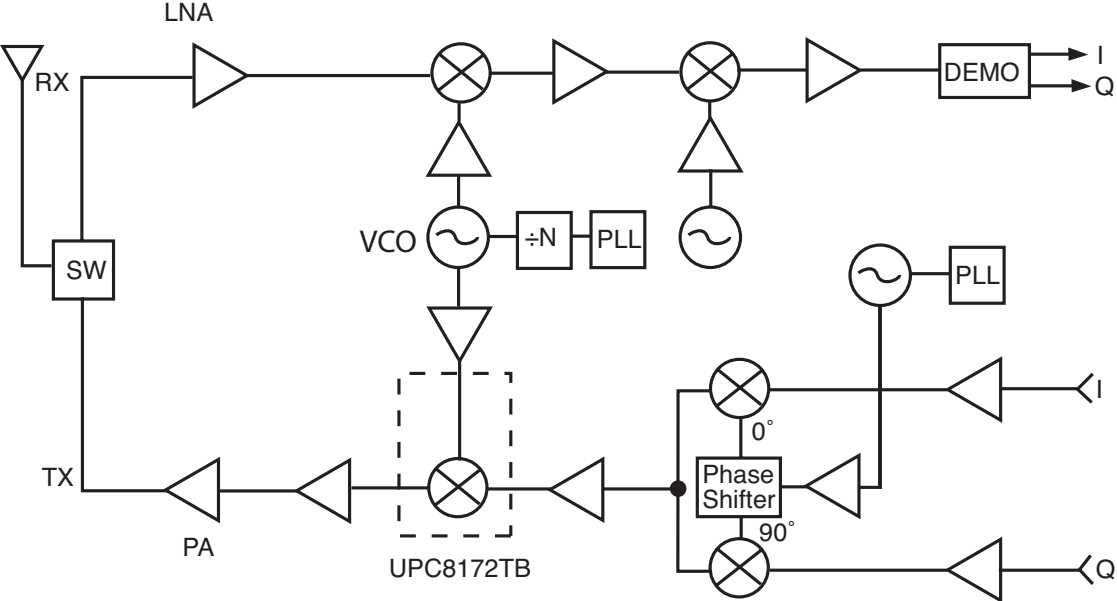 LNA
RX
DEMO
I
Q
VCO
÷N
PLL
SW
PLL
I
0°
TX
Phase
Shifter
90°
PA
UPC8172TB
Q